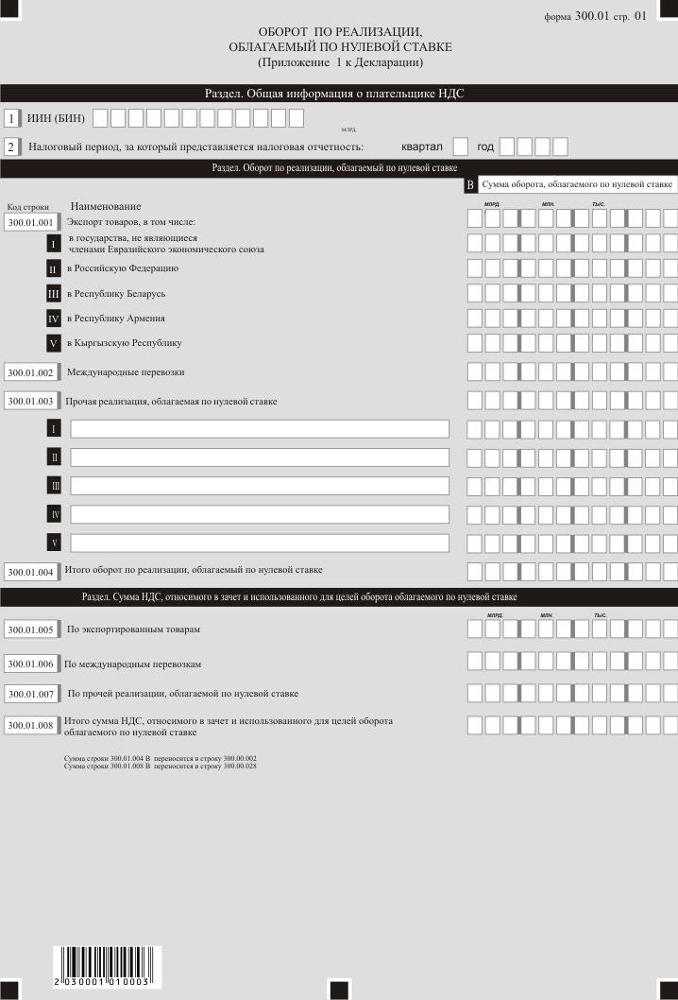 форма 300.01 стр. 01
ОБОРОТ ПО РЕАЛИЗАЦИИ,
ОБЛАГАЕМЫЙ ПО НУЛЕВОЙ СТАВКЕ
(Приложение 1 к Декларации)
Раздел. Общая информация о плательщике НДС
1 ИИН (БИН)
МЛРД.
2 Налоговый период, за который представляется налоговая отчетность: квартал год
Раздел. Оборот по реализации, облагаемый по нулевой ставке
B Сумма оборота, облагаемого по нулевой ставке
Код строки Наименование МЛРД. МЛН. ТЫС.
300.01.001 Экспорт товаров, в том числе:
I в государства, не являющиеся
членами Евразийского экономического союза
II в Российскую Федерацию
III в Республику Беларусь
IV в Республику Армения
V в Кыргызскую Республику
300.01.002 Международные перевозки
300.01.003 Прочая реализация, облагаемая по нулевой ставке
I
II
III
IV
V
300.01.004 Итого оборот по реализации, облагаемый по нулевой ставке
Раздел. Сумма НДС, относимого в зачет и использованного для целей оборота облагаемого по нулевой ставке
МЛРД. МЛН. ТЫС.
300.01.005 По экспортированным товарам
300.01.006 По международным перевозкам
300.01.007 По прочей реализации, облагаемой по нулевой ставке
300.01.008 Итого сумма НДС, относимого в зачет и использованного для целей оборота
облагаемого по нулевой ставке
Сумма строки 300.01.004 В переносится в строку 300.00.002
Сумма строки 300.01.008 В переносится в строку 300.00.028
2 030001 010003